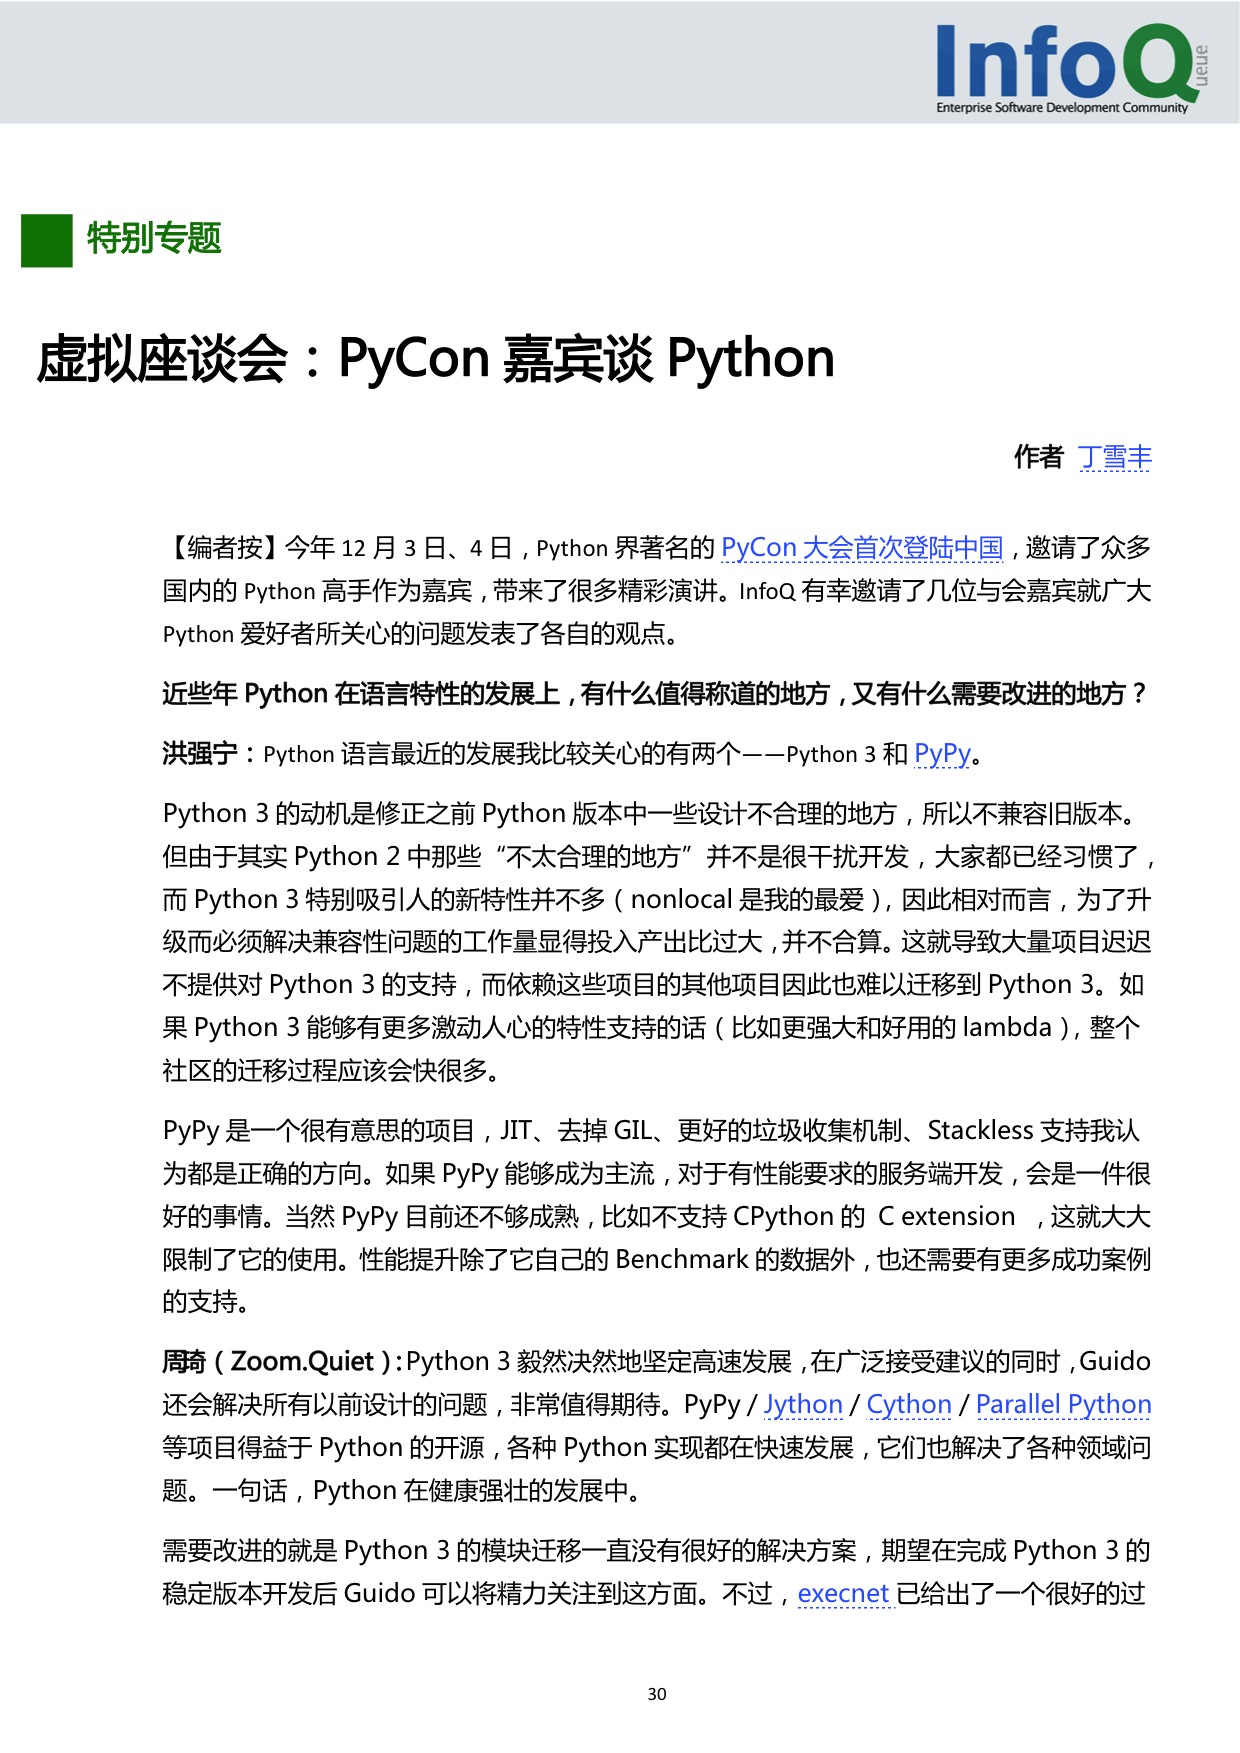 InfoQueue
Enterprise Software Development Community
特别专题
虚拟座谈会：PyCon 嘉宾谈 Python
作者 丁雪丰
【编者按】今年 12 月 3 日、4 日，Python 界著名的 PyCon 大会首次登陆中国，邀请了众多
国内的 Python 高手作为嘉宾，带来了很多精彩演讲。InfoQ 有幸邀请了几位与会嘉宾就广大
Python 爱好者所关心的问题发表了各自的观点。
近些年 Python 在语言特性的发展上，有什么值得称道的地方，又有什么需要改进的地方？
洪强宁：Python 语言最近的发展我比较关心的有两个——Python 3 和 PyPy。
Python 3 的动机是修正之前 Python 版本中一些设计不合理的地方，所以不兼容旧版本。
但由于其实 Python 2 中那些“不太合理的地方”并不是很干扰开发，大家都已经习惯了，
而 Python 3 特别吸引人的新特性并不多（nonlocal 是我的最爱），因此相对而言，为了升
级而必须解决兼容性问题的工作量显得投入产出比过大，并不合算。这就导致大量项目迟迟
不提供对 Python 3 的支持，而依赖这些项目的其他项目因此也难以迁移到 Python 3。如
果 Python 3 能够有更多激动人心的特性支持的话（比如更强大和好用的 lambda），整个
社区的迁移过程应该会快很多。
PyPy 是一个很有意思的项目，JIT、去掉 GIL、更好的垃圾收集机制、Stackless 支持我认
为都是正确的方向。如果 PyPy 能够成为主流，对于有性能要求的服务端开发，会是一件很
好的事情。当然 PyPy 目前还不够成熟，比如不支持 CPython 的 C extension ，这就大大
限制了它的使用。性能提升除了它自己的 Benchmark 的数据外，也还需要有更多成功案例
的支持。
周琦（Zoom.Quiet）：Python 3 毅然决然地坚定高速发展，在广泛接受建议的同时，Guido
还会解决所有以前设计的问题，非常值得期待。PyPy / Jython / Cython / Parallel Python
等项目得益于 Python 的开源，各种 Python 实现都在快速发展，它们也解决了各种领域问
题。一句话，Python 在健康强壮的发展中。
需要改进的就是 Python 3 的模块迁移一直没有很好的解决方案，期望在完成 Python 3 的
稳定版本开发后 Guido 可以将精力关注到这方面。不过，execnet 已给出了一个很好的过
30